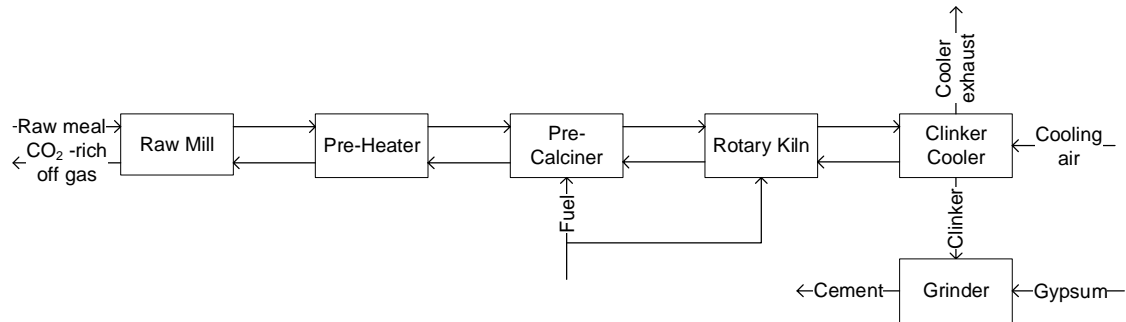 Raw meal
CO₂ -rich
off gas
Raw Mill
Pre-Heater
Pre-
Calciner
Fuel
Rotary Kiln
Cooler
exhaust
Clinker
Cooler
Cooling
air
Clinker
Cement
Grinder
Gypsum